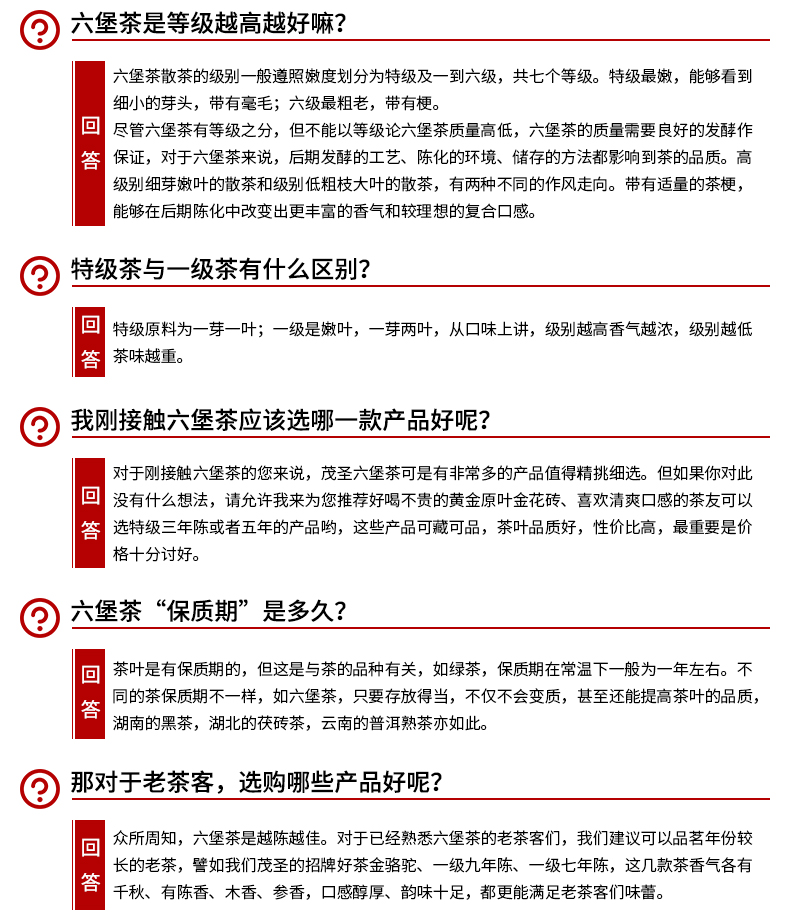 六堡茶是等级越高越好嘛？
回答
六堡茶散茶的级别一般遵照嫩度划分为特级及一到六级，共七个等级。特级最嫩，能够看到
细小的芽头，带有毫毛；六级最粗老，带有梗。
尽管六堡茶有等级之分，但不能以等级论六堡茶质量高低，六堡茶的质量需要良好的发酵作
保证，对于六堡茶来说，后期发酵的工艺、陈化的环境、储存的方法都影响到茶的品质。高
级别细芽嫩叶的散茶和级别低粗枝大叶的散茶，有两种不同的作风走向。带有适量的茶梗，
能够在后期陈化中改变出更丰富的香气和较理想的复合口感。
特级茶与一级茶有什么区别？
回答
特级原料为一芽一叶；一级是嫩叶，一芽两叶，从口味上讲，级别越高香气越浓，级别越低
茶味越重。
我刚接触六堡茶应该选哪一款产品好呢？
回答
对于刚接触六堡茶的您来说，茂圣六堡茶可是有非常多的产品值得精挑细选。但如果你对此
没有什么想法，请允许我来为您推荐好喝不贵的黄金原叶金花砖、喜欢清爽口感的茶友可以
选特级三年陈或者五年的产品哟，这些产品可藏可品，茶叶品质好，性价比高，最重要是价
格十分讨好。
六堡茶“保质期”是多久？
回答
茶叶是有保质期的，但这是与茶的品种有关，如绿茶，保质期在常温下一般为一年左右。不
同的茶保质期不一样，如六堡茶，只要存放得当，不仅不会变质，甚至还能提高茶叶的品质，
湖南的黑茶，湖北的茯砖茶，云南的普洱熟茶亦如此。
那对于老茶客，选购哪些产品好呢？
回答
众所周知，六堡茶是越陈越佳。对于已经熟悉六堡茶的老茶客们，我们建议可以品茗年份较
长的老茶，譬如我们茂圣的招牌好茶金骆驼、一级九年陈、一级七年陈，这几款茶香气各有
千秋、有陈香、木香、参香，口感醇厚、韵味十足，都更能满足老茶客们味蕾。